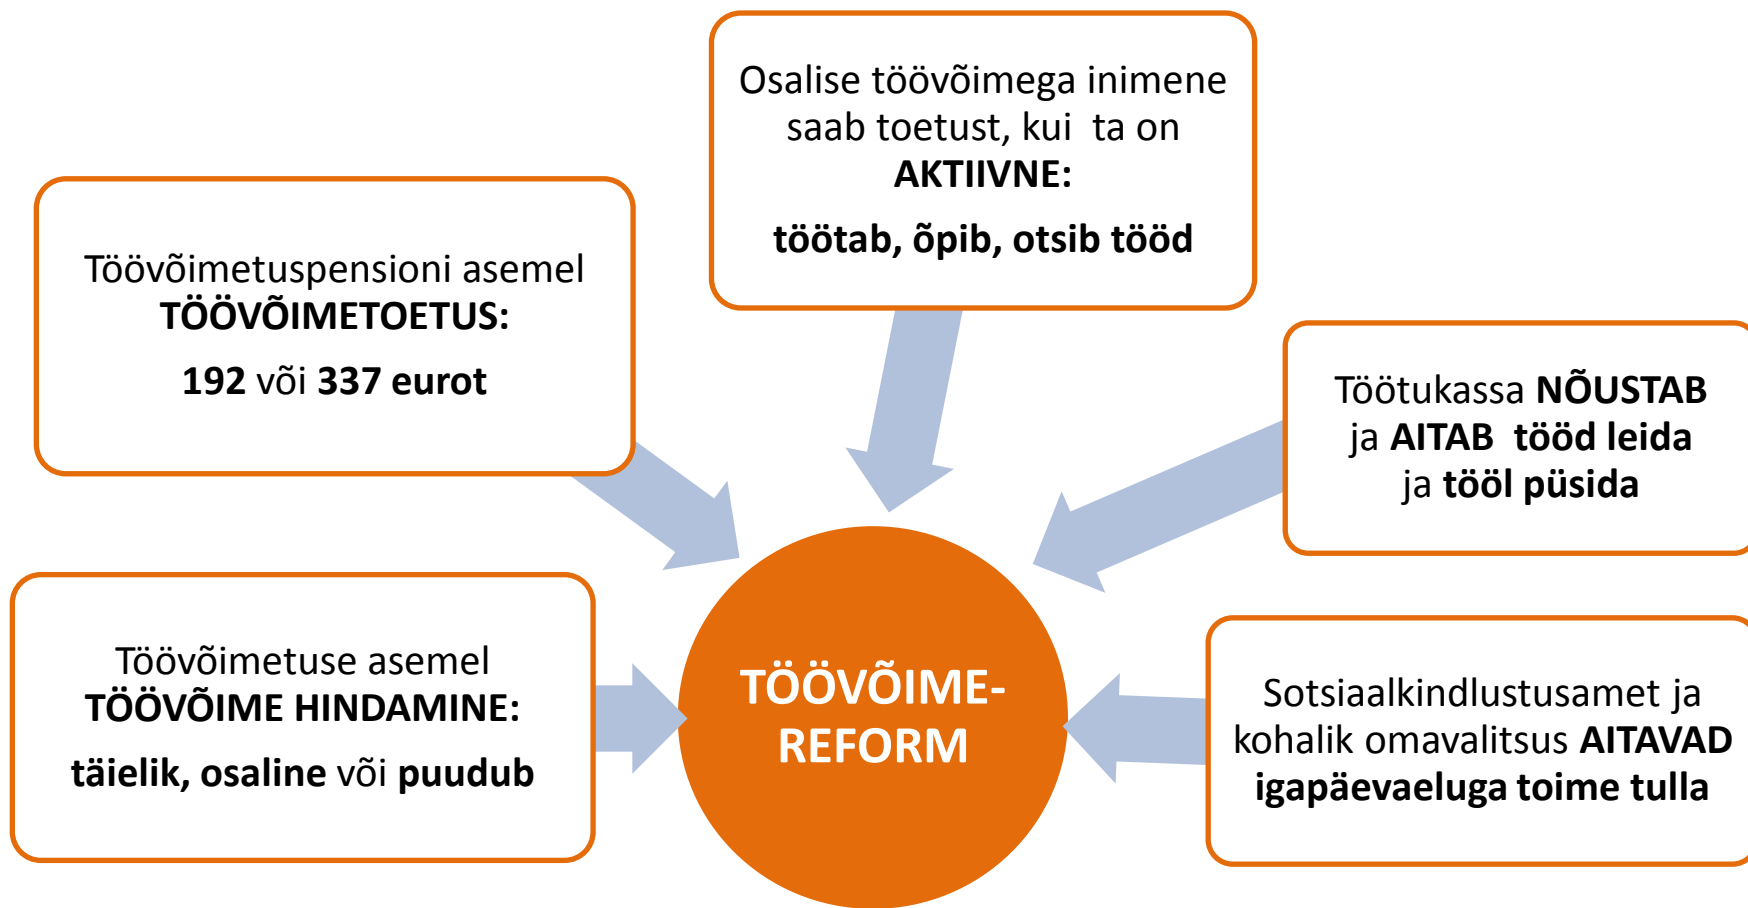 Osalise töövõimega inimene
saab toetust, kui ta on
AKTIIVNE:
töötab, õpib, otsib tööd
Töövõimetuspensioni asemel
TÖÖVÕIMETOETUS:
192 või 337 eurot
Töötukassa NÕUSTAB
ja AITAB tööd leida
ja tööl püsida
Töövõimetuse asemel
TÖÖVÕIME HINDAMINE:
täielik, osaline või puudub
TÖÖVÕIME-
REFORM
Sotsiaalkindlustusamet ja
kohalik omavalitsus AITAVAD
igapäevaeluga toime tulla